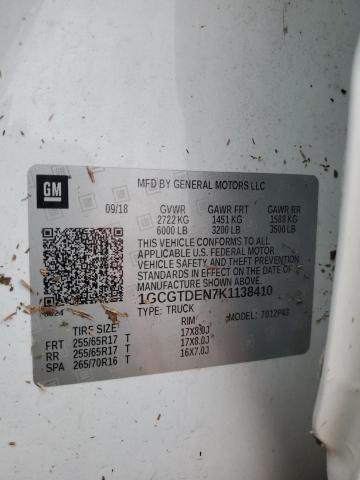 GM
MFD BY GENERAL MOTORS LLC
09/18 GVWR GAWR FRT GAWR RR
2722 KG 1451 KG 1588 KG
6000 LB 3200 LB 3500 LB
THIS VEHICLE CONFORMS TO ALL
APPLICABLE U.S. FEDERAL MOTOR
VEHICLE SAFETY, BUMPER, AND THEFT
PREVENTION STANDARDS IN EFFECT ON
THE DATE OF MANUFACTURE SHOWN ABOVE.
1GCGTDEN7K1138410
TYPE: TRUCK MODEL:
TIRE SIZE RIM
FRT 255/65R17 T 17X8.0J
RR 255/65R17 T 17X8.0J
SPA 265/70R16 T 16X7.0J